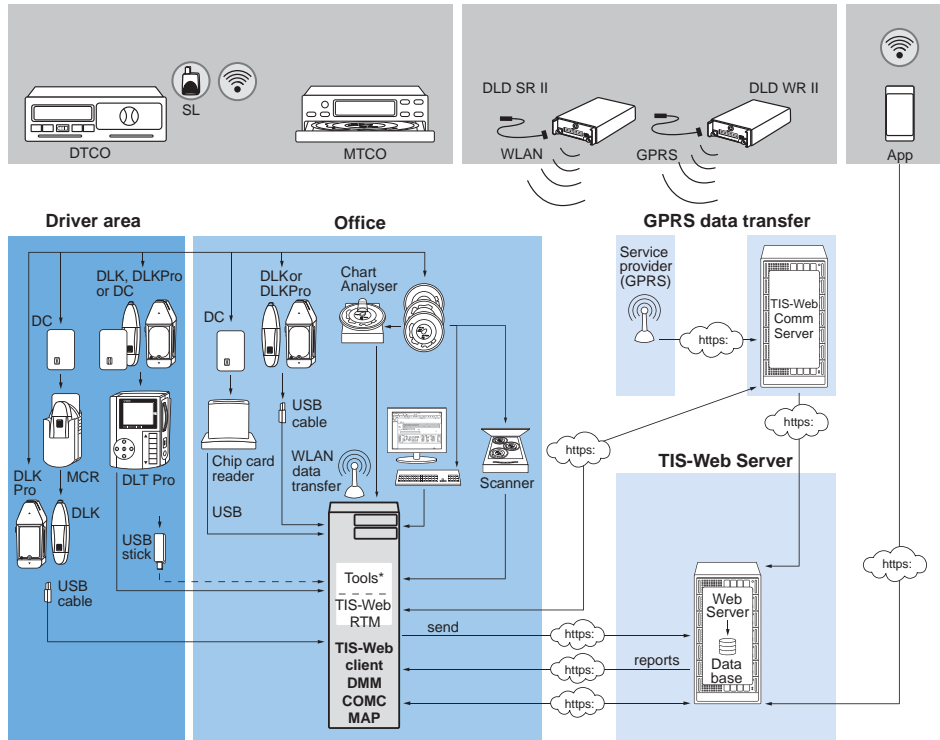 DTCO
SL
MTCO
DLD SR II
WLAN
GPRS
DLD WR II
App
Driver area
Office
GPRS data transfer
DLK, DLKPro
or DC
DC
MCR
DLK
Pro
DLK
DLT Pro
USB
stick
USB
cable
DC
DLKor
DLKPro
Chart
Analyser
USB
cable
Chip card
reader
USB
WLAN
data
transfer
Scanner
Tools*
TIS-Web
RTM
TIS-Web
client
DMM
COMC
MAP
Service
provider
(GPRS)
https:
TIS-Web
Comm
Server
https:
https:
TIS-Web Server
https:
Web
Server
Data
base
send
https:
reports
https:
https: